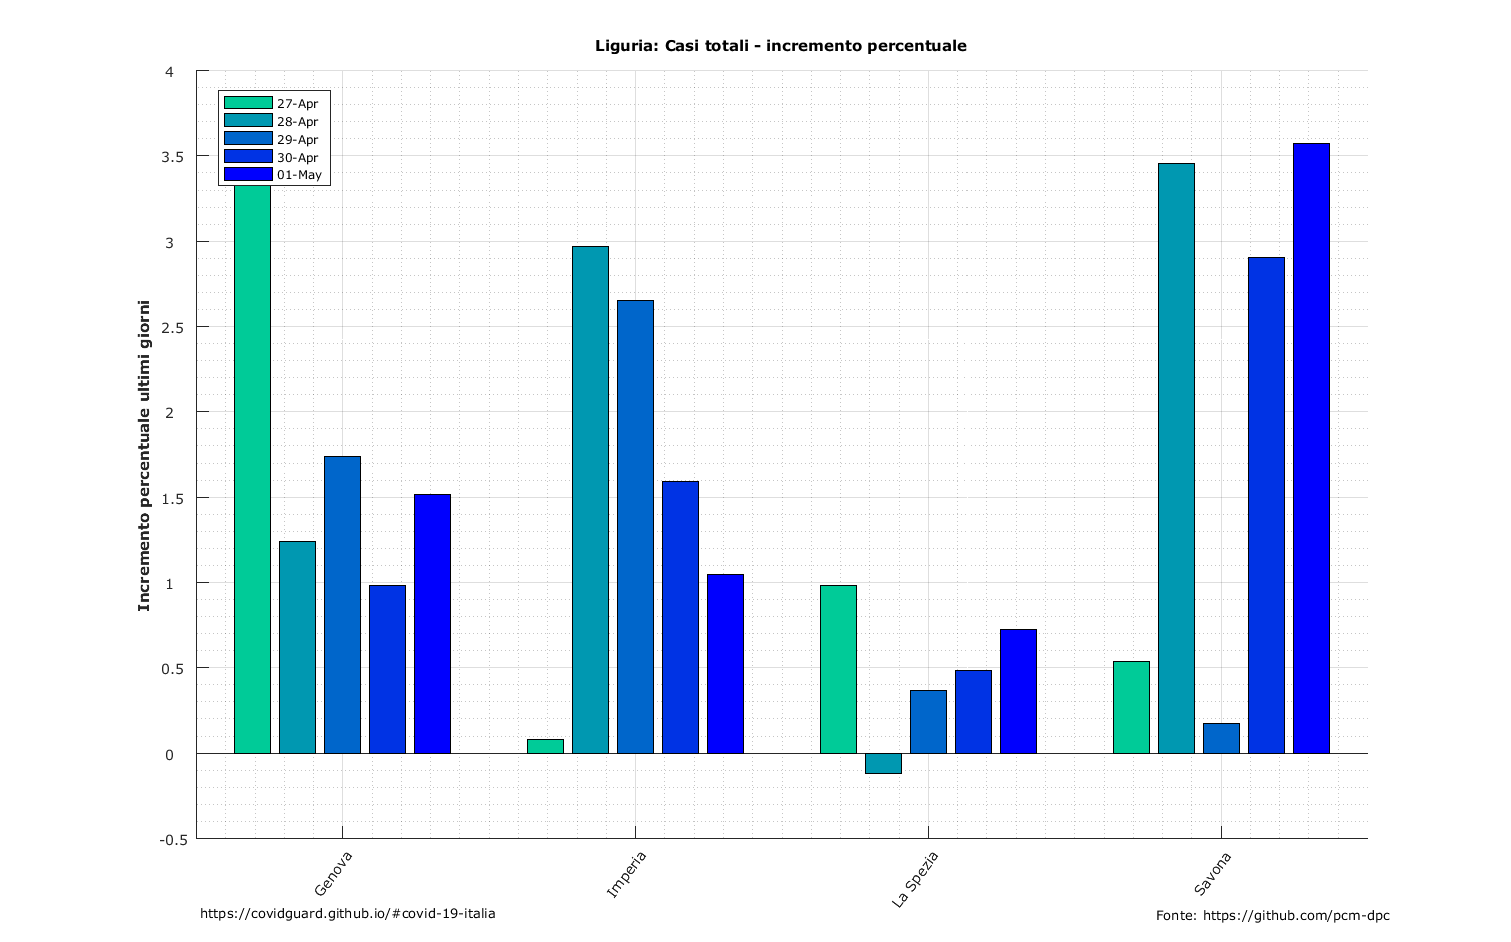 Liguria: Casi totali - incremento percentuale
4
3.5
3
2.5
2
1.5
1
0.5
0
-0.5
Incremento percentuale ultimi giorni
27-Apr
28-Apr
29-Apr
30-Apr
01-May
Genova
Imperia
La Spezia
Savona
https://covidguard.github.io/#covid-19-italia
Fonte: https://github.com/pcm-dpc